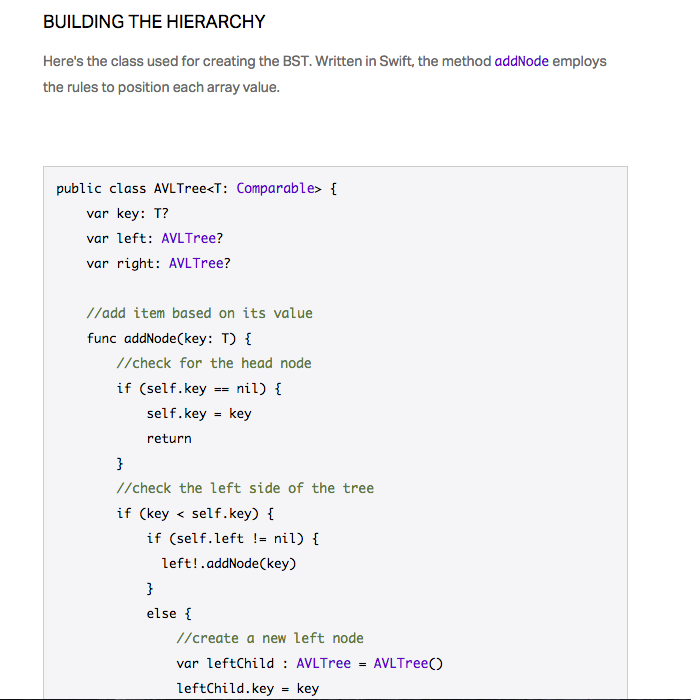 BUILDING THE HIERARCHY
Here's the class used for creating the BST. Written in Swift, the method addNode employs
the rules to position each array value.
public class AVLTree<T: Comparable> {
    var key: T?
    var left: AVLTree?
    var right: AVLTree?
    //add item based on its value
    func addNode(key: T) {
        //check for the head node
        if (self.key == nil) {
            self.key = key
            return
        }
        //check the left side of the tree
        if (key < self.key) {
            if (self.left != nil) {
              left!.addNode(key)
            }
            else {
                //create a new left node
                var leftChild : AVLTree = AVLTree()
                leftChild.key = key